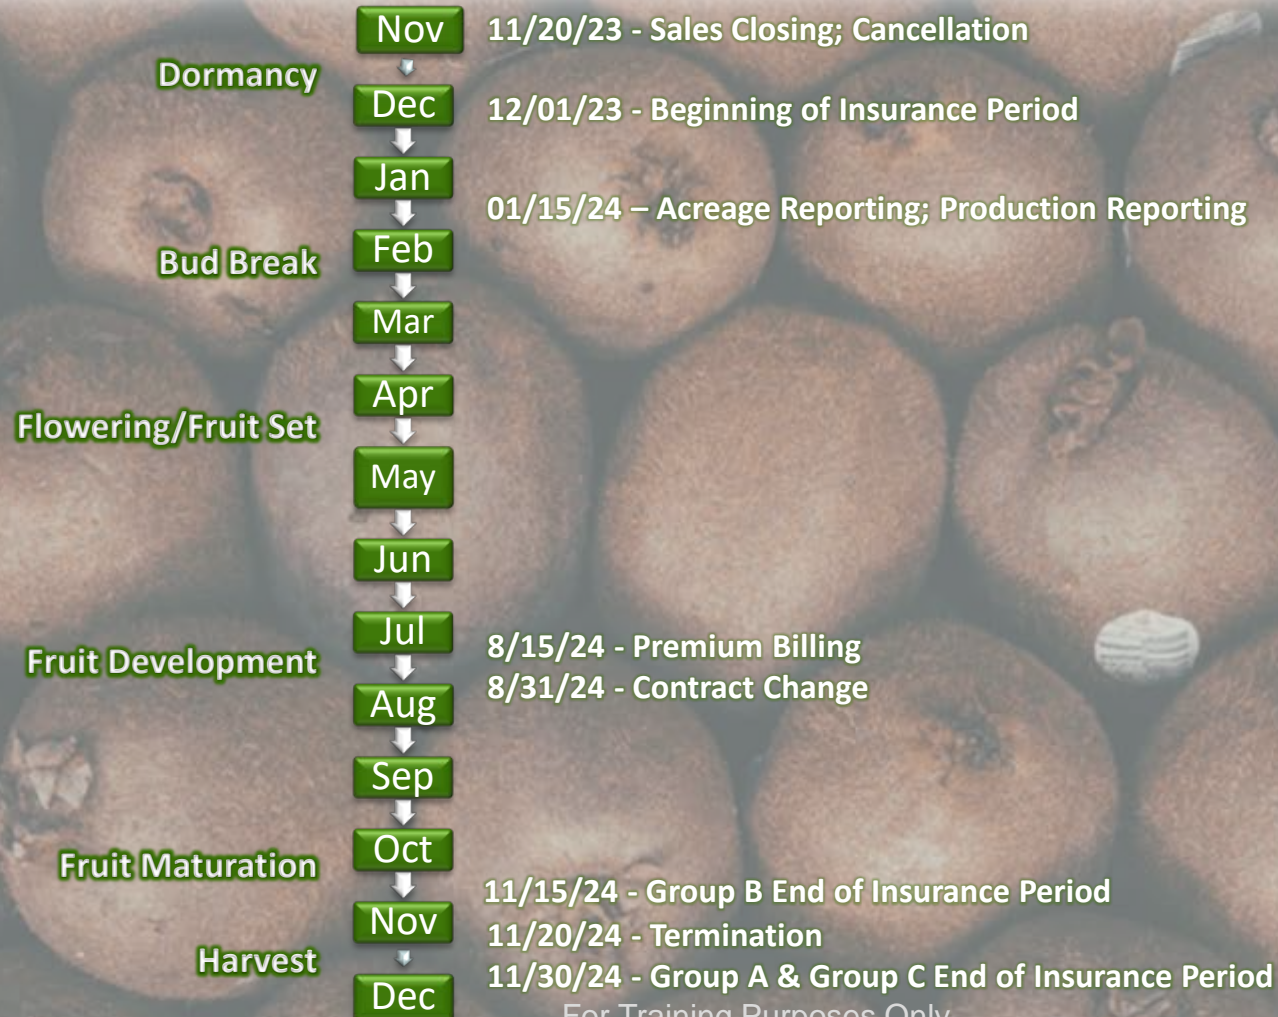 Nov
11/20/23 - Sales Closing; Cancellation
Dormancy
Dec
12/01/23 - Beginning of Insurance Period
Jan
01/15/24 – Acreage Reporting; Production Reporting
Feb
Bud Break
Mar
Apr
Flowering/Fruit Set
May
Jun
Jul
8/15/24 - Premium Billing
Fruit Development
8/31/24 - Contract Change
Aug
Sep
Oct
Fruit Maturation
11/15/24 - Group B End of Insurance Period
Nov
11/20/24 - Termination
Harvest
11/30/24 - Group A & Group C End of Insurance Period
Dec
For Training Purposes Only